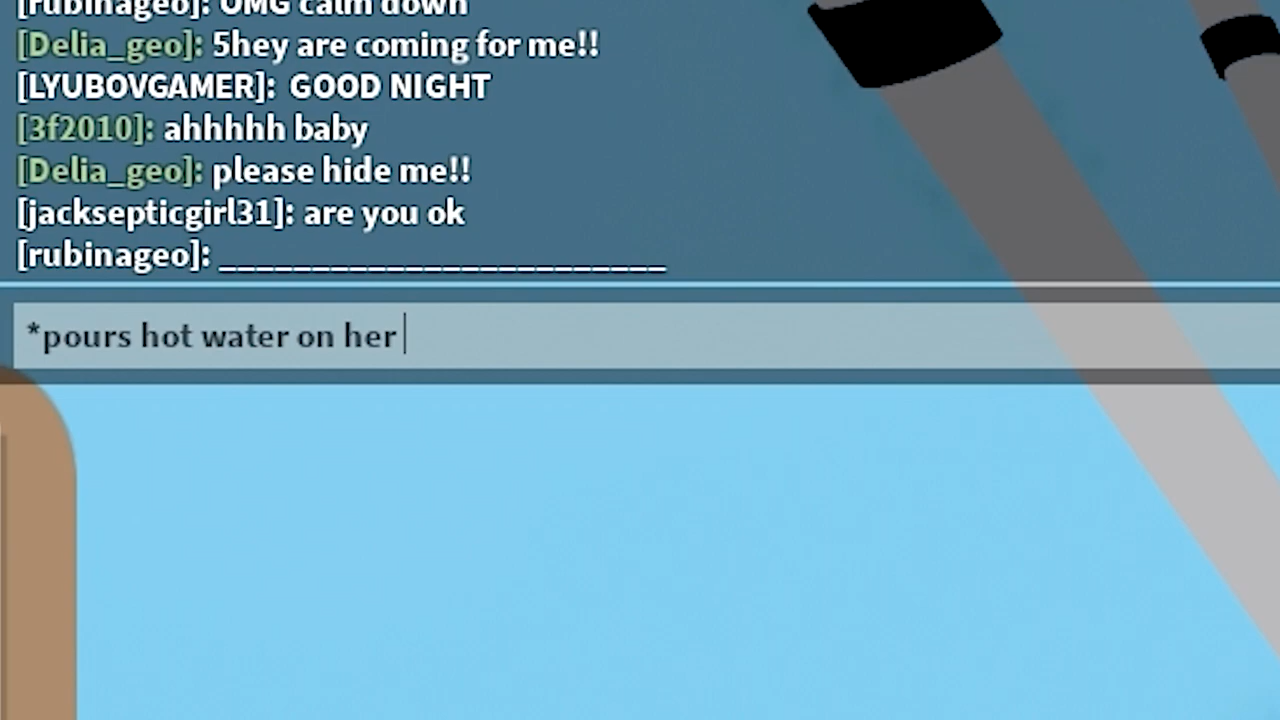 [rubinageo]: OMG calm down
[Delia_geo]: 5hey are coming for me!!
[LYUBOVGAMER]:  GOOD NIGHT
[3f2010]: ahhhhh baby
[Delia_geo]: please hide me!!
[jacksepticgirl31]: are you ok
[rubinageo]: ________________________
*pours hot water on her